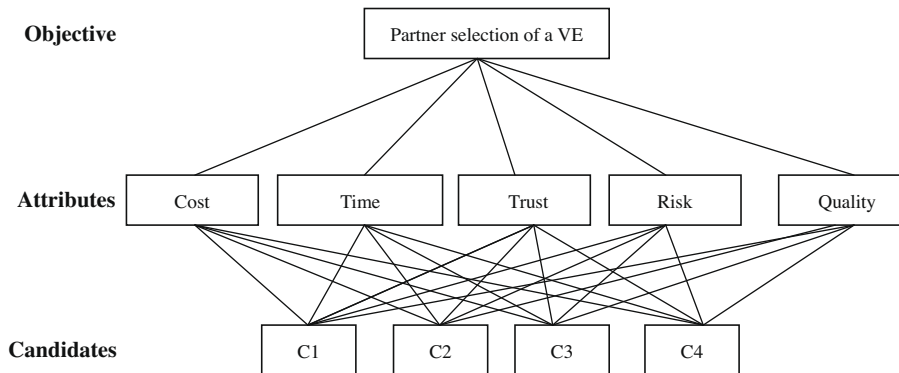 Objective
Partner selection of a VE
Attributes
Cost
Time
Trust
Risk
Quality
Candidates
C1
C2
C3
C4